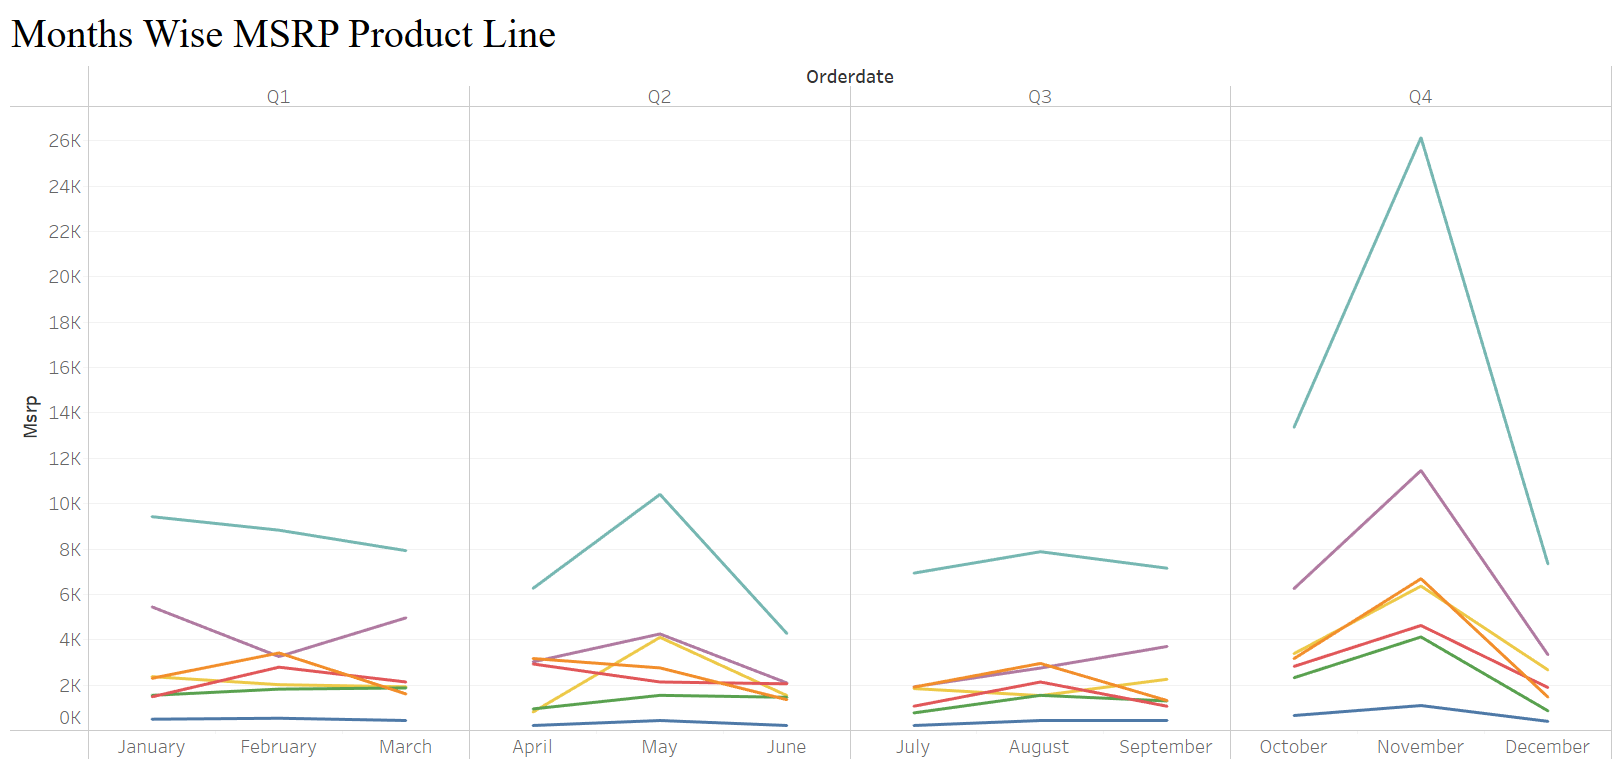 Months Wise MSRP Product Line
Orderdate
Q1 Q2 Q3 Q4
26K
24K
22K
20K
18K
16K
14K
12K
10K
8K
6K
4K
2K
0K
Msrp
January February March April May June July August September October November December